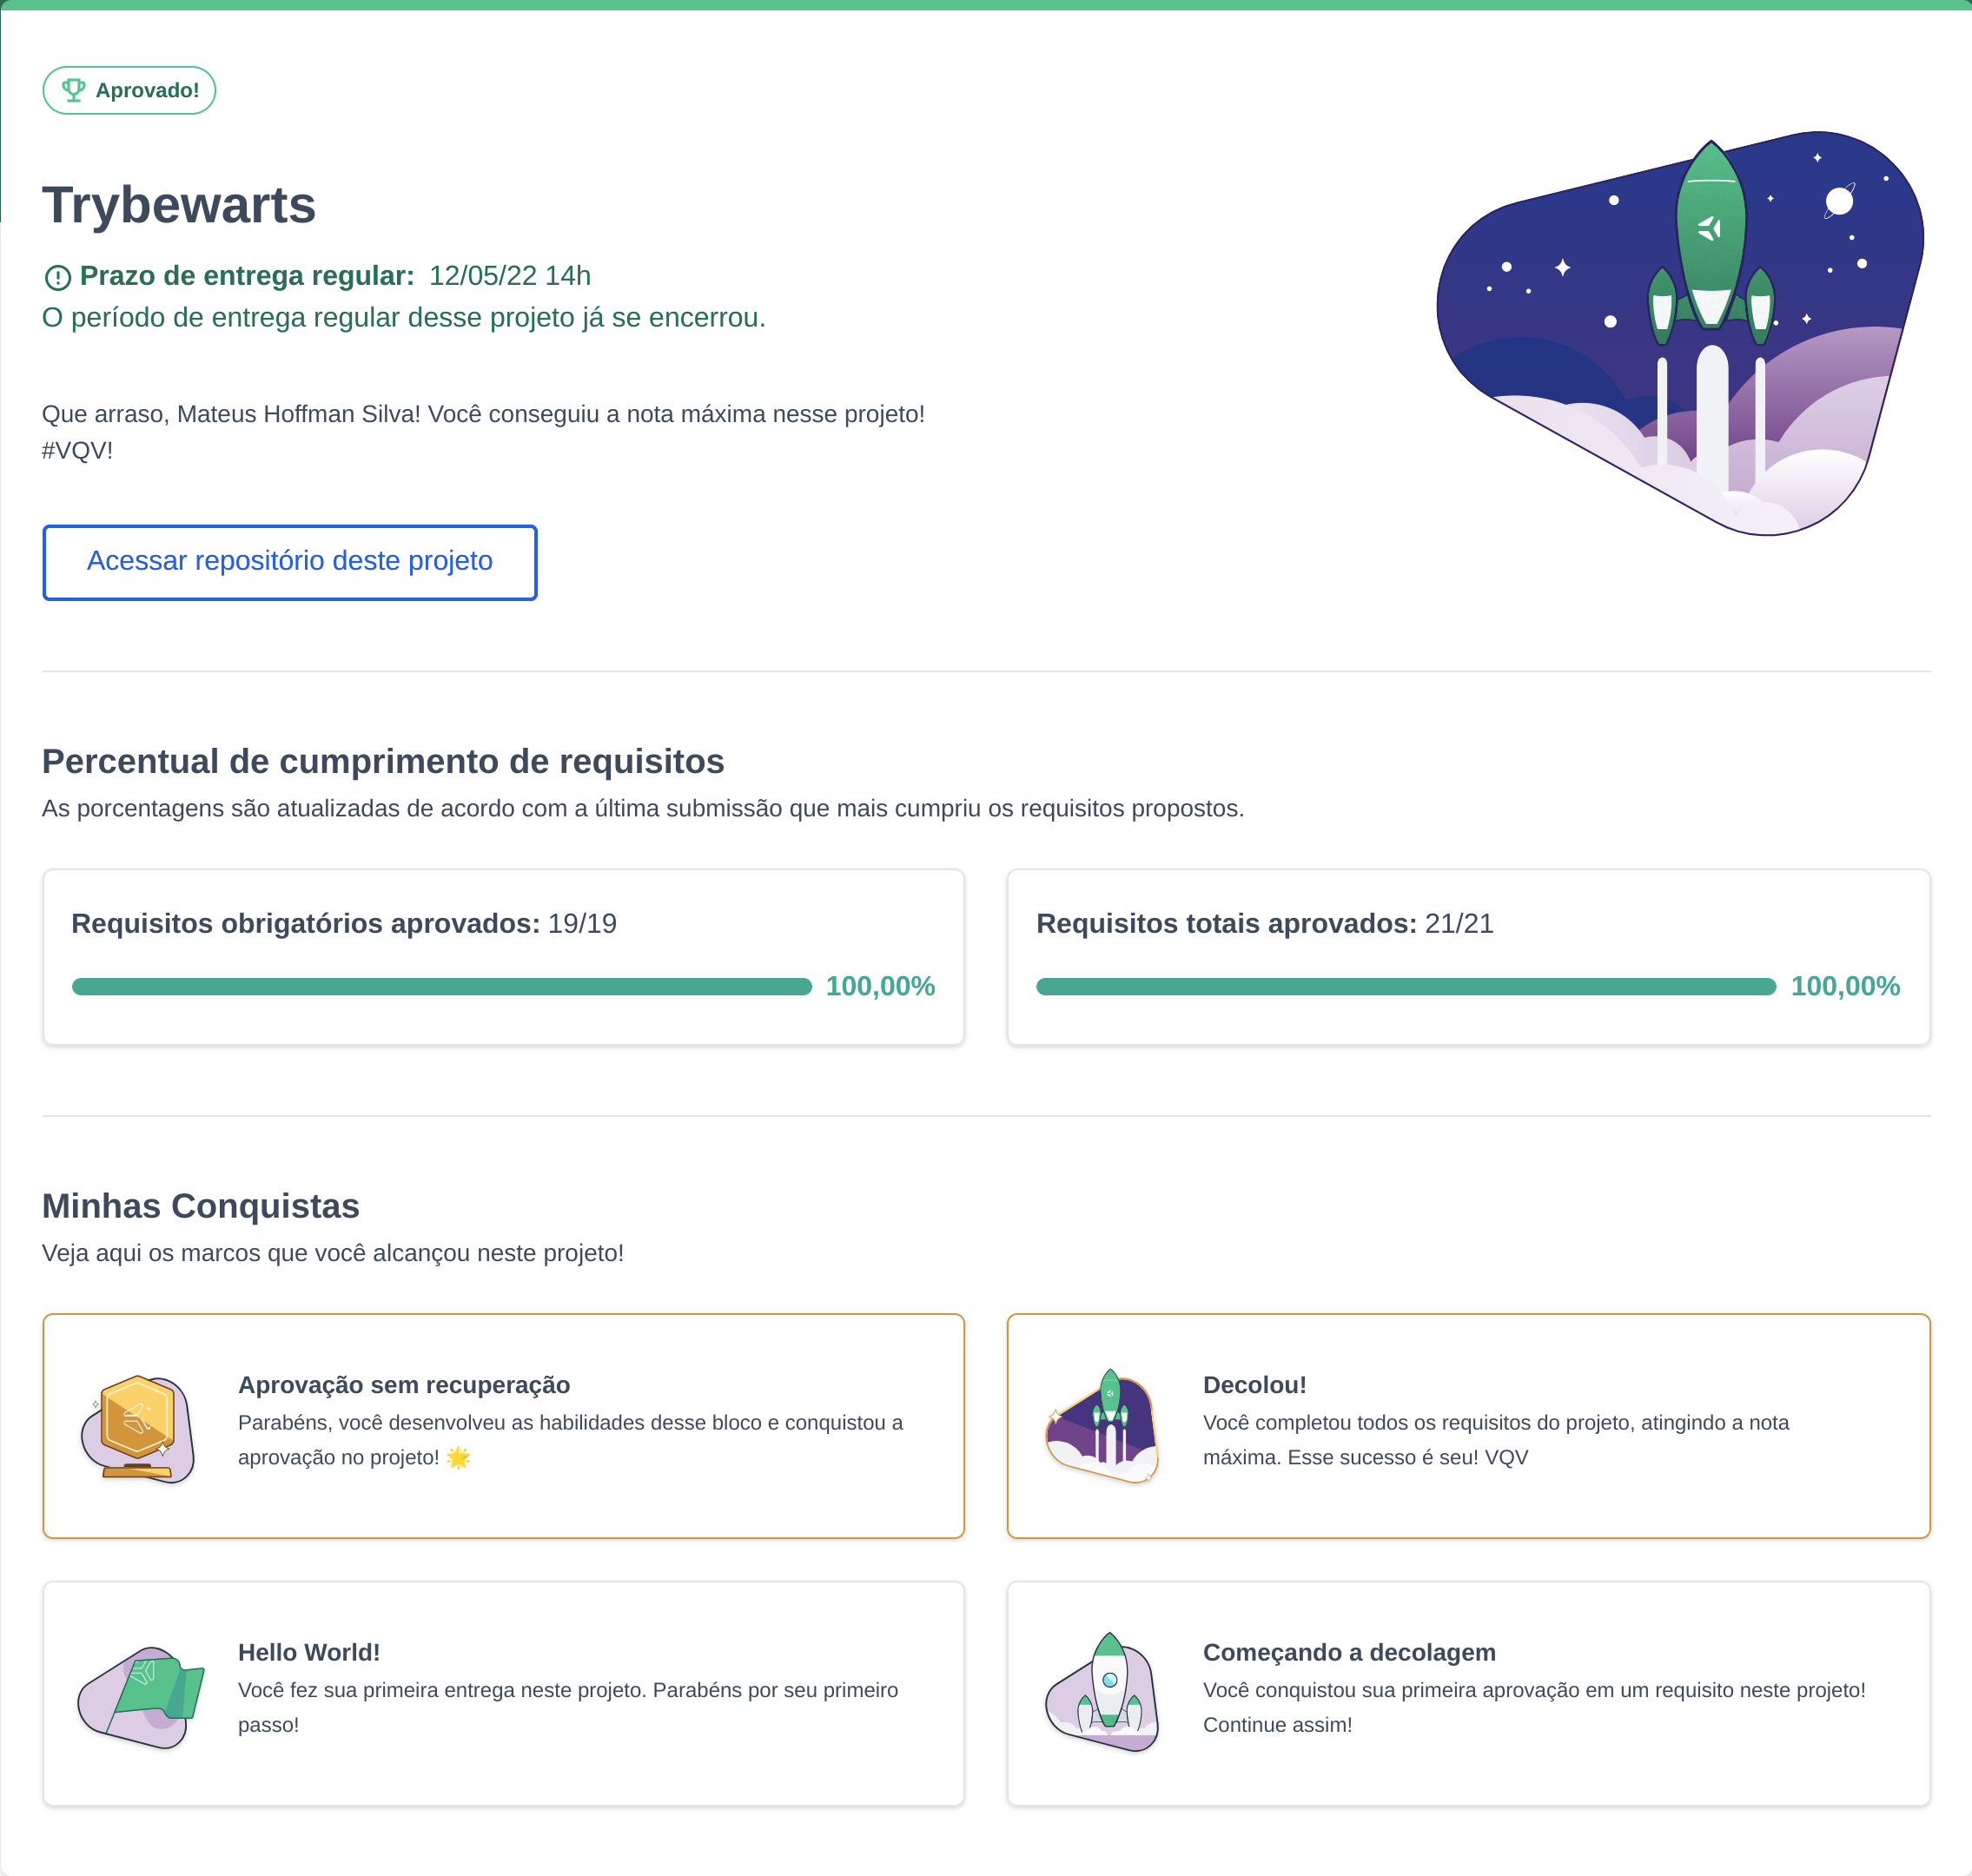 Aprovado!
Trybewarts
Prazo de entrega regular: 12/05/22 14h
O período de entrega regular desse projeto já se encerrou.
Que arraso, Mateus Hoffman Silva! Você conseguiu a nota máxima nesse projeto!
#VQV!
Acessar repositório deste projeto
Percentual de cumprimento de requisitos
As porcentagens são atualizadas de acordo com a última submissão que mais cumpriu os requisitos propostos.
Requisitos obrigatórios aprovados: 19/19
100,00%
Requisitos totais aprovados: 21/21
100,00%
Minhas Conquistas
Veja aqui os marcos que você alcançou neste projeto!
Aprovação sem recuperação
Parabéns, você desenvolveu as habilidades desse bloco e conquistou a
aprovação no projeto! 🌟
Decolou!
Você completou todos os requisitos do projeto, atingindo a nota
máxima. Esse sucesso é seu! VQV
Hello World!
Você fez sua primeira entrega neste projeto. Parabéns por seu primeiro
passo!
Começando a decolagem
Você conquistou sua primeira aprovação em um requisito neste projeto!
Continue assim!